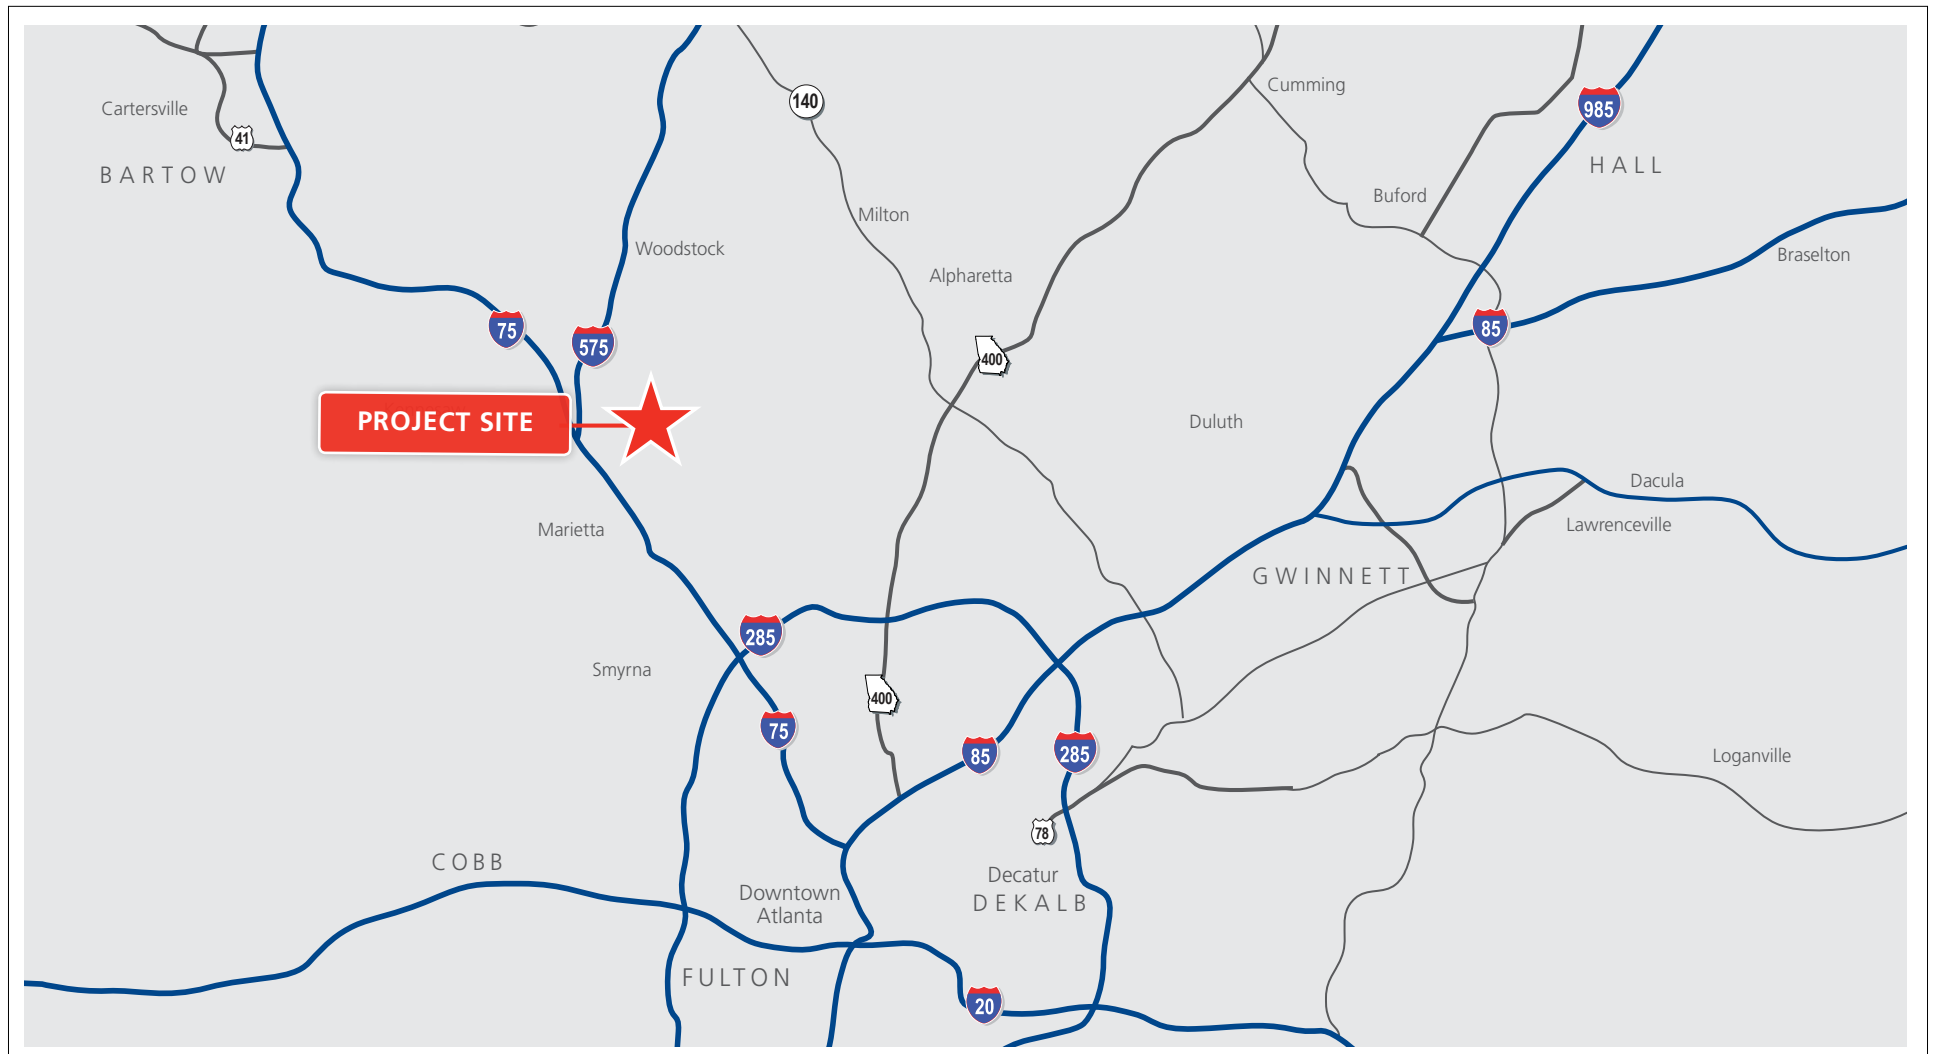 Cumming
140
985
Cartersville
41
HALL
BARTOW
Buford
Milton
Woodstock
Braselton
Alpharetta
75
85
575
400
PROJECT SITE
Duluth
Dacula
Lawrenceville
Marietta
GWINNETT
285
Smyrna
400
75
85
285
Loganville
78
COBB
Decatur
Downtown
Atlanta
DEKALB
FULTON
20